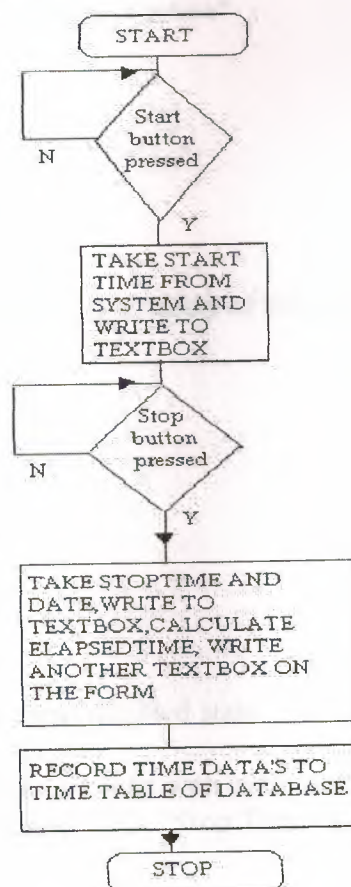 START
Start
button
pressed
N
Y
TAKE START
TIME FROM
SYSTEM AND
WRITE TO
TEXTBOX
Stop
button
pressed
N
Y
TAKE STOPTIME AND
DATE,WRITE TO
TEXTBOX,CALCULATE
ELAPSEDTIME, WRITE
ANOTHER TEXTBOX ON
THE FORM
RECORD TIME DATA'S TO
TIME TABLE OF DATABASE
STOP